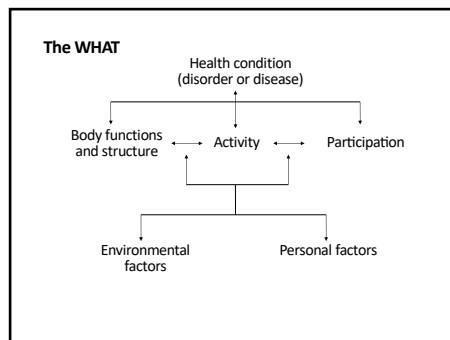 The WHAT
Health condition
(disorder or disease)
Body functions
and structure
Activity
Participation
Environmental
factors
Personal factors